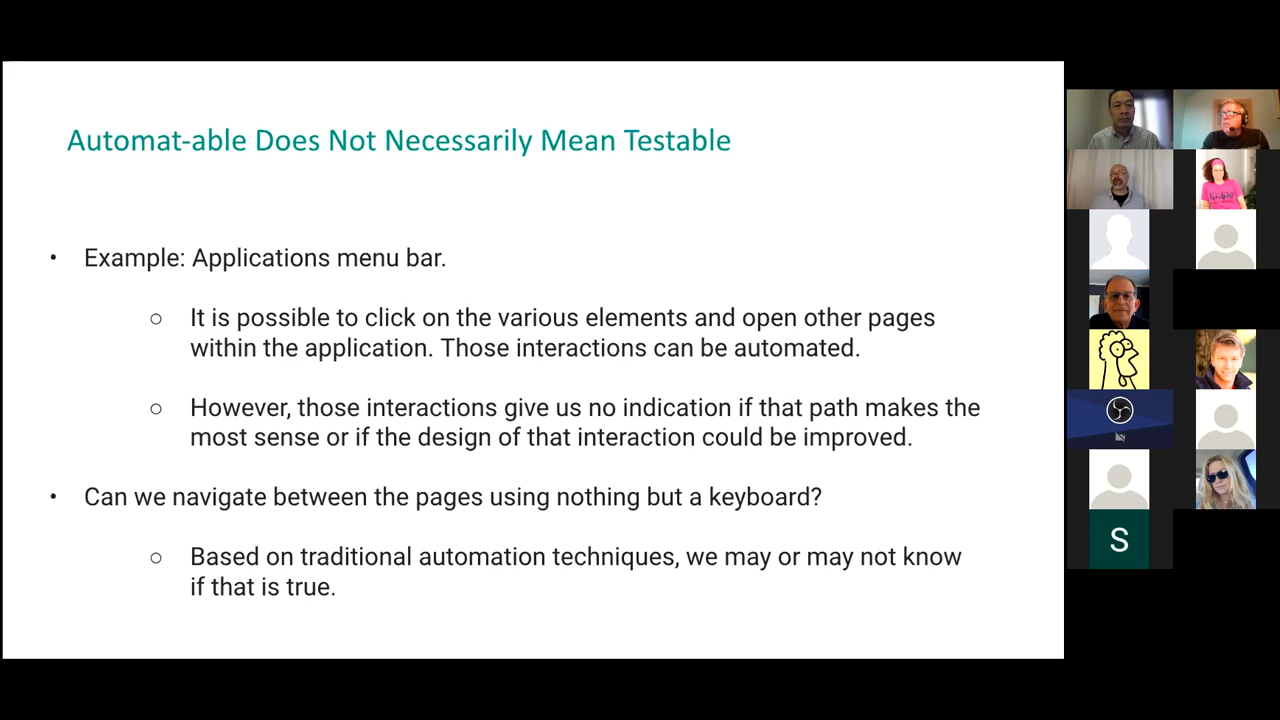 Automat-able Does Not Necessarily Mean Testable
• Example: Applications menu bar.
○ It is possible to click on the various elements and open other pages
within the application. Those interactions can be automated.
○ However, those interactions give us no indication if that path makes the
most sense or if the design of that interaction could be improved.
• Can we navigate between the pages using nothing but a keyboard?
○ Based on traditional automation techniques, we may or may not know
if that is true.
S